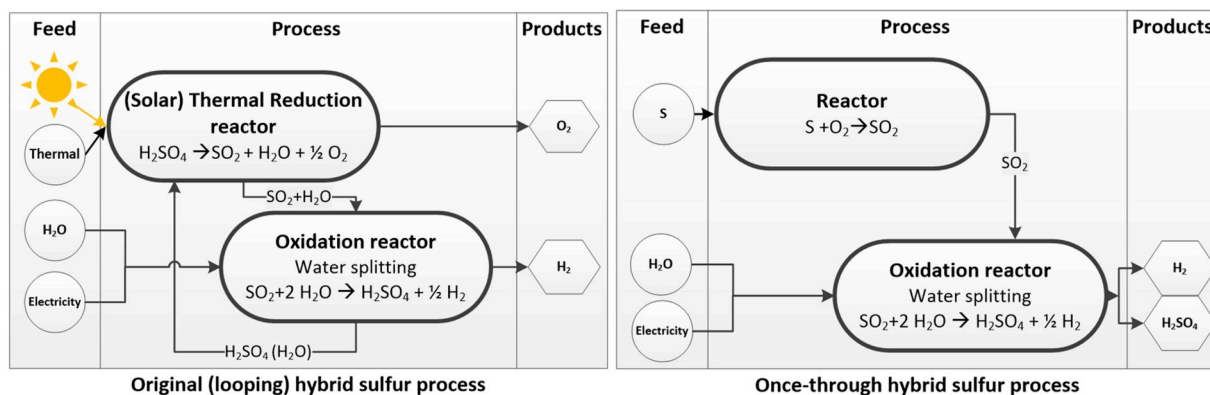 Feed
Process
Products
(Solar) Thermal Reduction
reactor
H₂SO₄ →SO₂ + H₂O + ½ O₂
Thermal
O₂
SO₂+H₂O
H₂O
Electricity
Oxidation reactor
Water splitting
SO₂+2 H₂O → H₂SO₄ + ½ H₂
H₂
H₂SO₄ (H₂O)
Original (looping) hybrid sulfur process
Feed
Process
Products
S
Reactor
S +O₂→SO₂
SO₂
H₂O
Electricity
Oxidation reactor
Water splitting
SO₂+2 H₂O → H₂SO₄ + ½ H₂
H₂
H₂SO₄
Once-through hybrid sulfur process